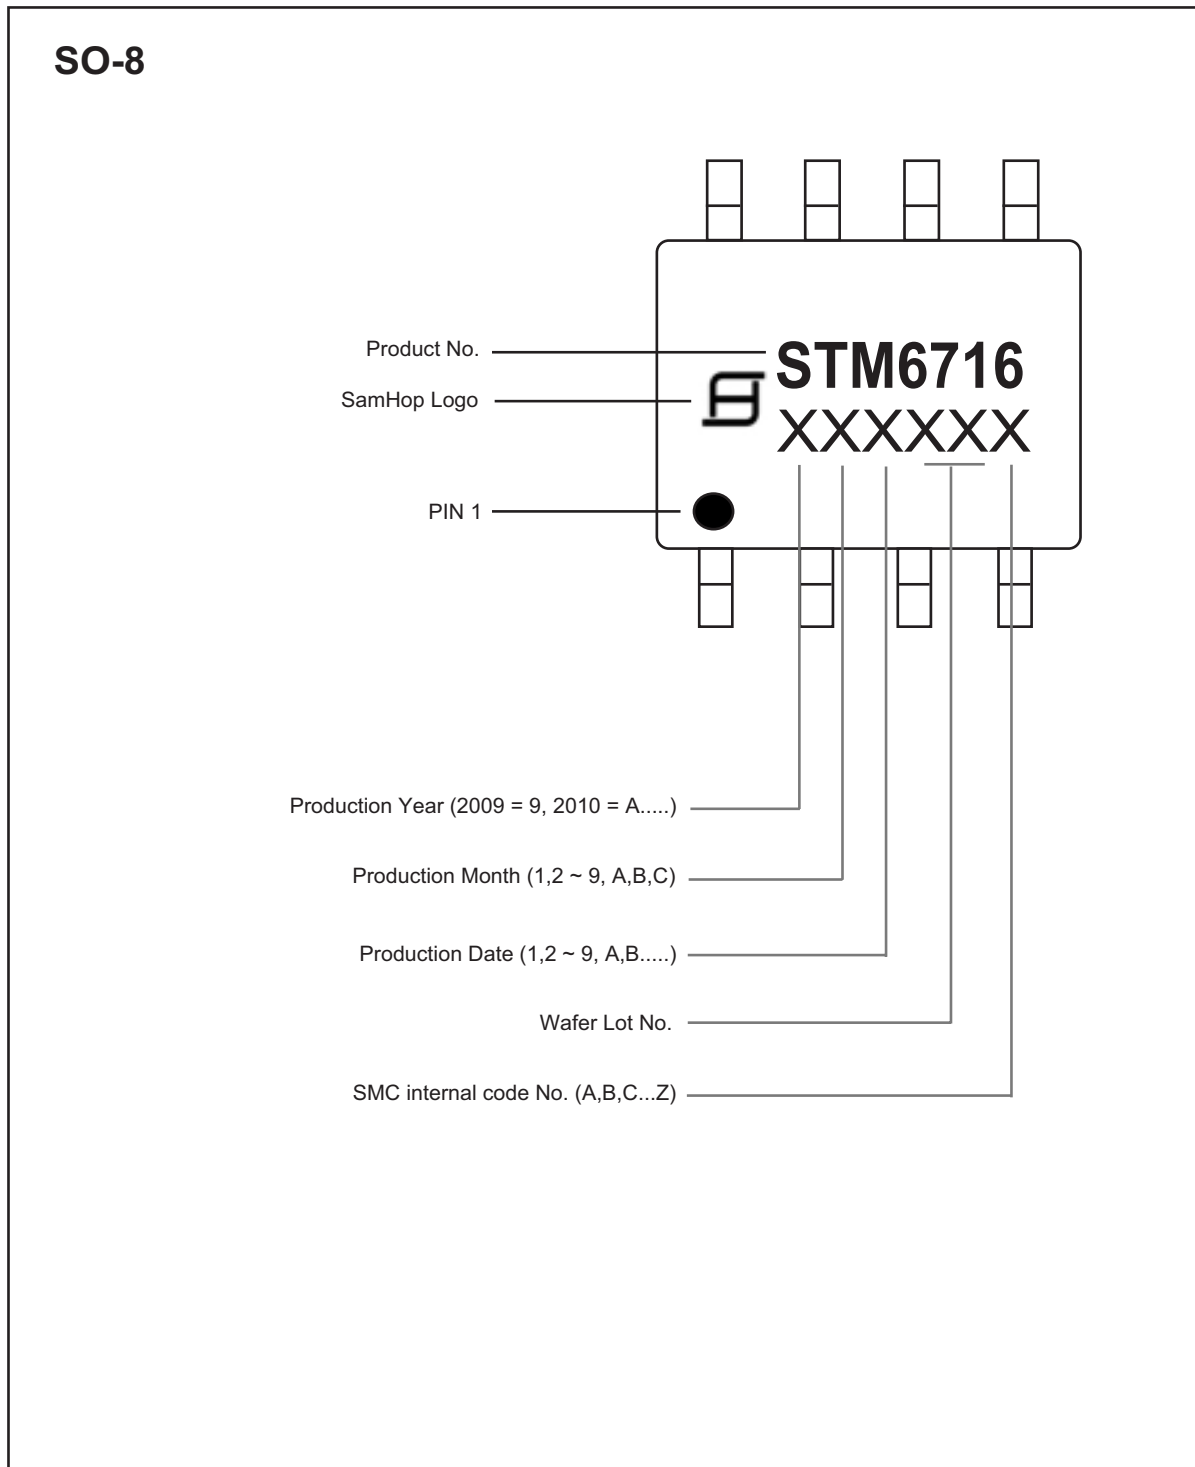 SO-8
Product No.
STM6716
SamHop Logo
XXXXXX
PIN 1
Production Year (2009 = 9, 2010 = A.....)
Production Month (1,2 ~ 9, A,B,C)
Production Date (1,2 ~ 9, A,B.....)
Wafer Lot No.
SMC internal code No. (A,B,C...Z)